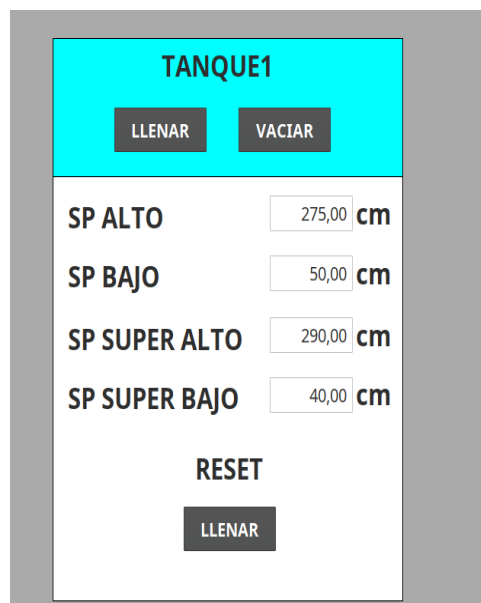 TANQUE1
LLENAR VACIAR
SP ALTO 275,00 cm
SP BAJO 50,00 cm
SP SUPER ALTO 290,00 cm
SP SUPER BAJO 40,00 cm
RESET
LLENAR